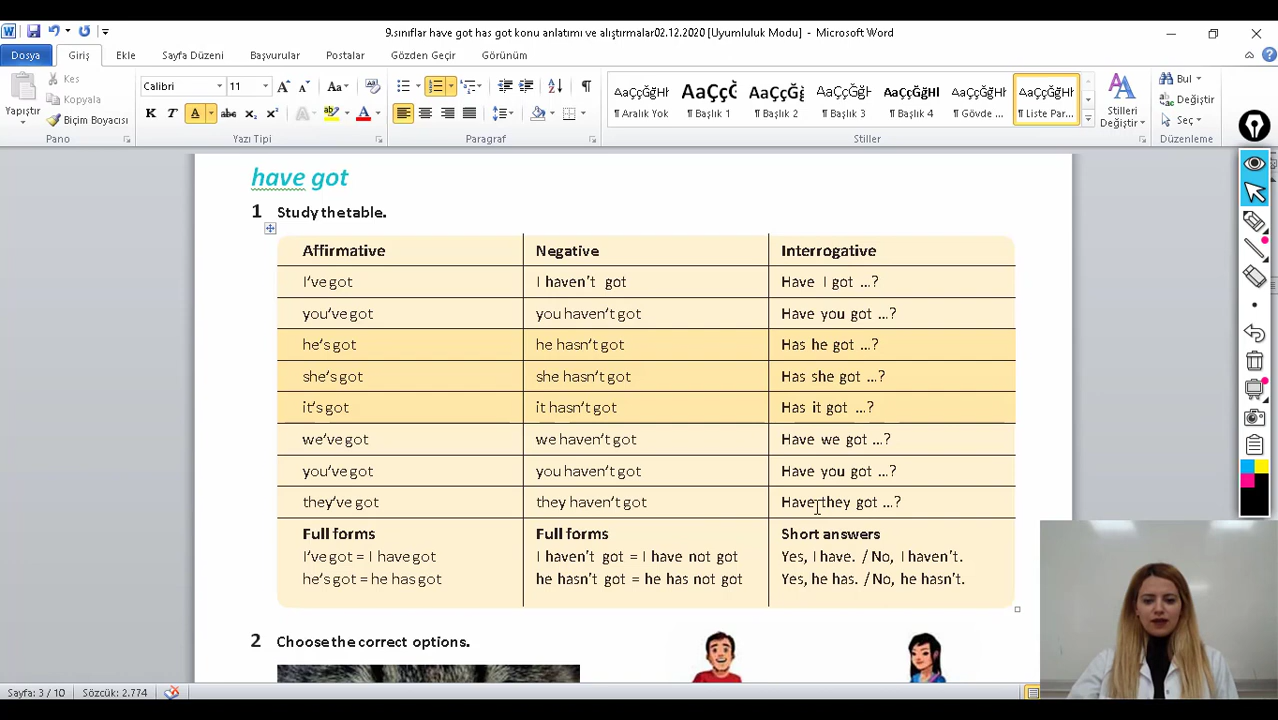 9.sınıflar have got has got konu anlatımı ve alıştırmalar02.12.2020 [Uyumluluk Modu] - Microsoft Word
Dosya Giriş Ekle Sayfa Düzeni Başvurular Postalar Gözden Geçir Görünüm
Yapıştır
Kes
Kopyala
Biçim Boyacısı
Calibri 11
AaÇçĞğHł AaÇçĞ AaÇçĞğ AaÇçĞğHł AaÇçĞğHI AaÇçĞğHł AaÇçĞğHł
¶ Aralık Yok ¶ Başlık 1 ¶ Başlık 2 ¶ Başlık 3 ¶ Başlık 4 ¶ Gövde ... ¶ Liste Par...
Stilleri Değiştir
Bul
Değiştir
Seç
Pano Yazı Tipi Paragraf Stiller Düzenleme
have got
1 Study the table.
Affirmative Negative Interrogative
I've got I haven't got Have I got ...?
you've got you haven't got Have you got ...?
he's got he hasn't got Has he got ...?
she's got she hasn't got Has she got ...?
it's got it hasn't got Has it got ...?
we've got we haven't got Have we got ...?
you've got you haven't got Have you got ...?
they've got they haven't got Have they got ...?
Full forms Full forms Short answers
I've got = I have got I haven't got = I have not got Yes, I have. / No, I haven't.
he's got = he has got he hasn't got = he has not got Yes, he has. / No, he hasn't.
2 Choose the correct options.
Sayfa: 3 / 10 Sözcük: 2.774